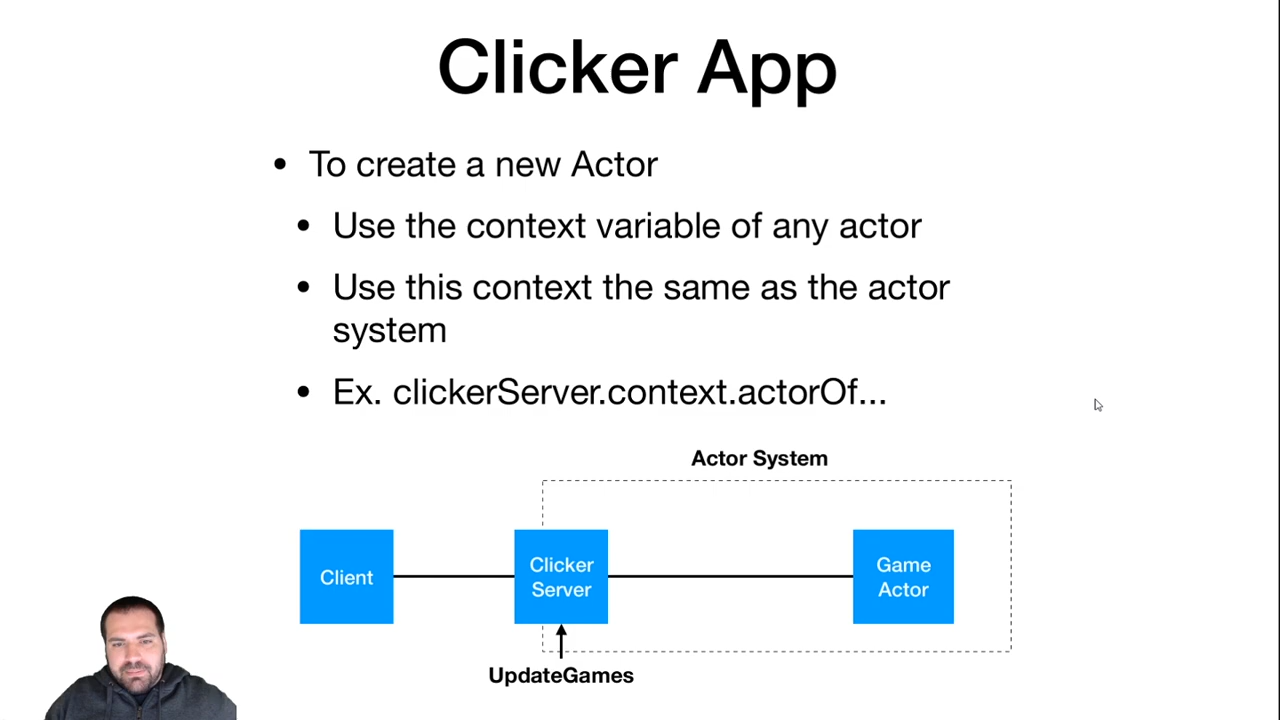 Clicker App
• To create a new Actor
• Use the context variable of any actor
• Use this context the same as the actor
system
• Ex. clickerServer.context.actorOf...
Actor System
Client
Clicker
Server
Game
Actor
UpdateGames